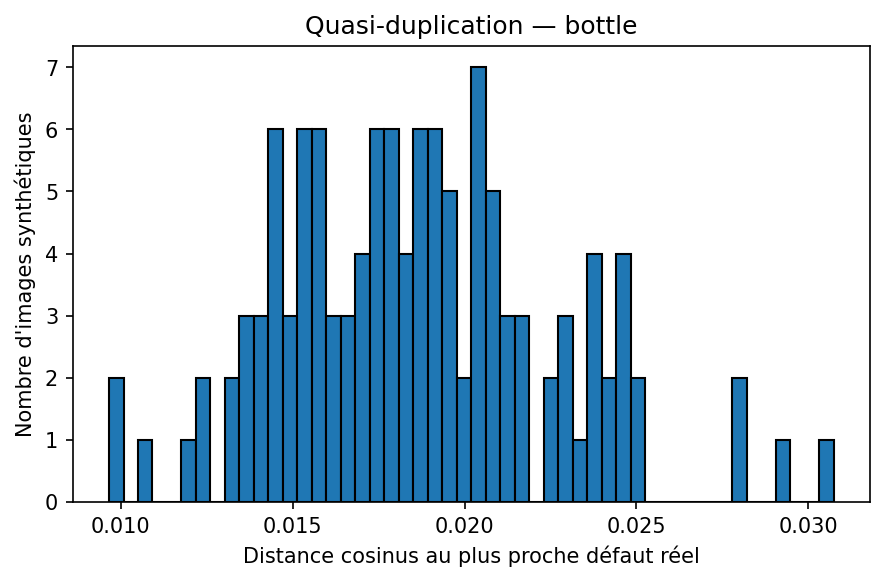 Quasi-duplication — bottle
Nombre d'images synthétiques
7
6
5
4
3
2
1
0
0.010 0.015 0.020 0.025 0.030
Distance cosinus au plus proche défaut réel